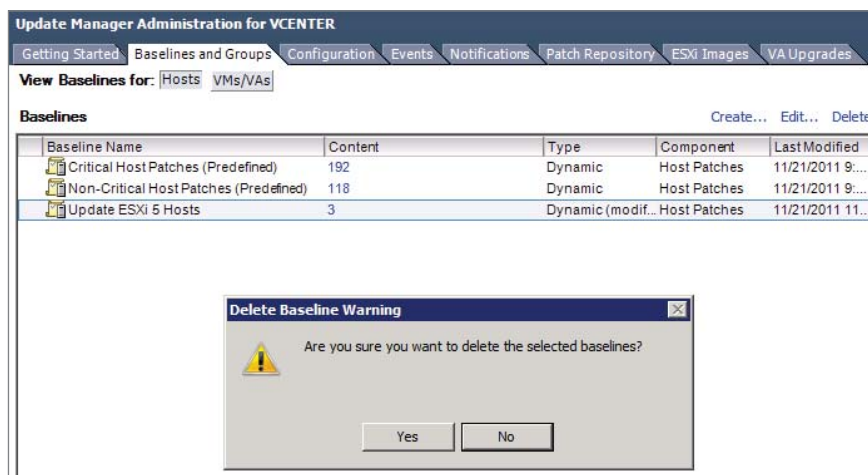 Update Manager Administration for VCENTER
Getting Started Baselines and Groups Configuration Events Notifications Patch Repository ESXi Images VA Upgrades
View Baselines for: Hosts VMs/VAs
Baselines Create... Edit... Delete
Baseline Name Content Type Component Last Modified
Critical Host Patches (Predefined) 192 Dynamic Host Patches 11/21/2011 9:...
Non-Critical Host Patches (Predefined) 118 Dynamic Host Patches 11/21/2011 9:...
Update ESXi 5 Hosts 3 Dynamic (modif... Host Patches 11/21/2011 11...
Delete Baseline Warning
Are you sure you want to delete the selected baselines?
Yes No